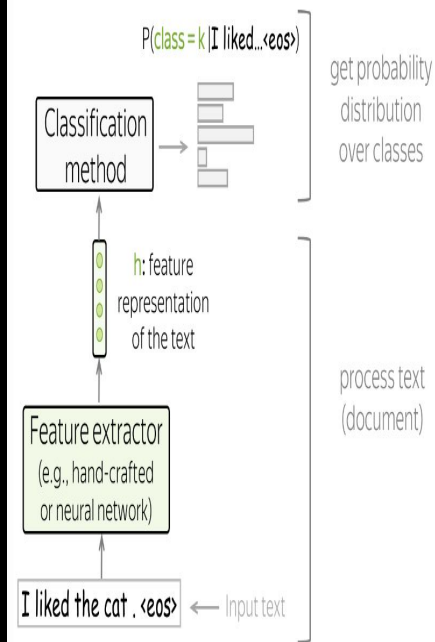 P(class = k |I liked...<eos>)
get probability
distribution
over classes
Classification
method
h: feature
representation
of the text
process text
(document)
Feature extractor
(e.g., hand-crafted
or neural network)
I liked the cat . <eos>
Input text